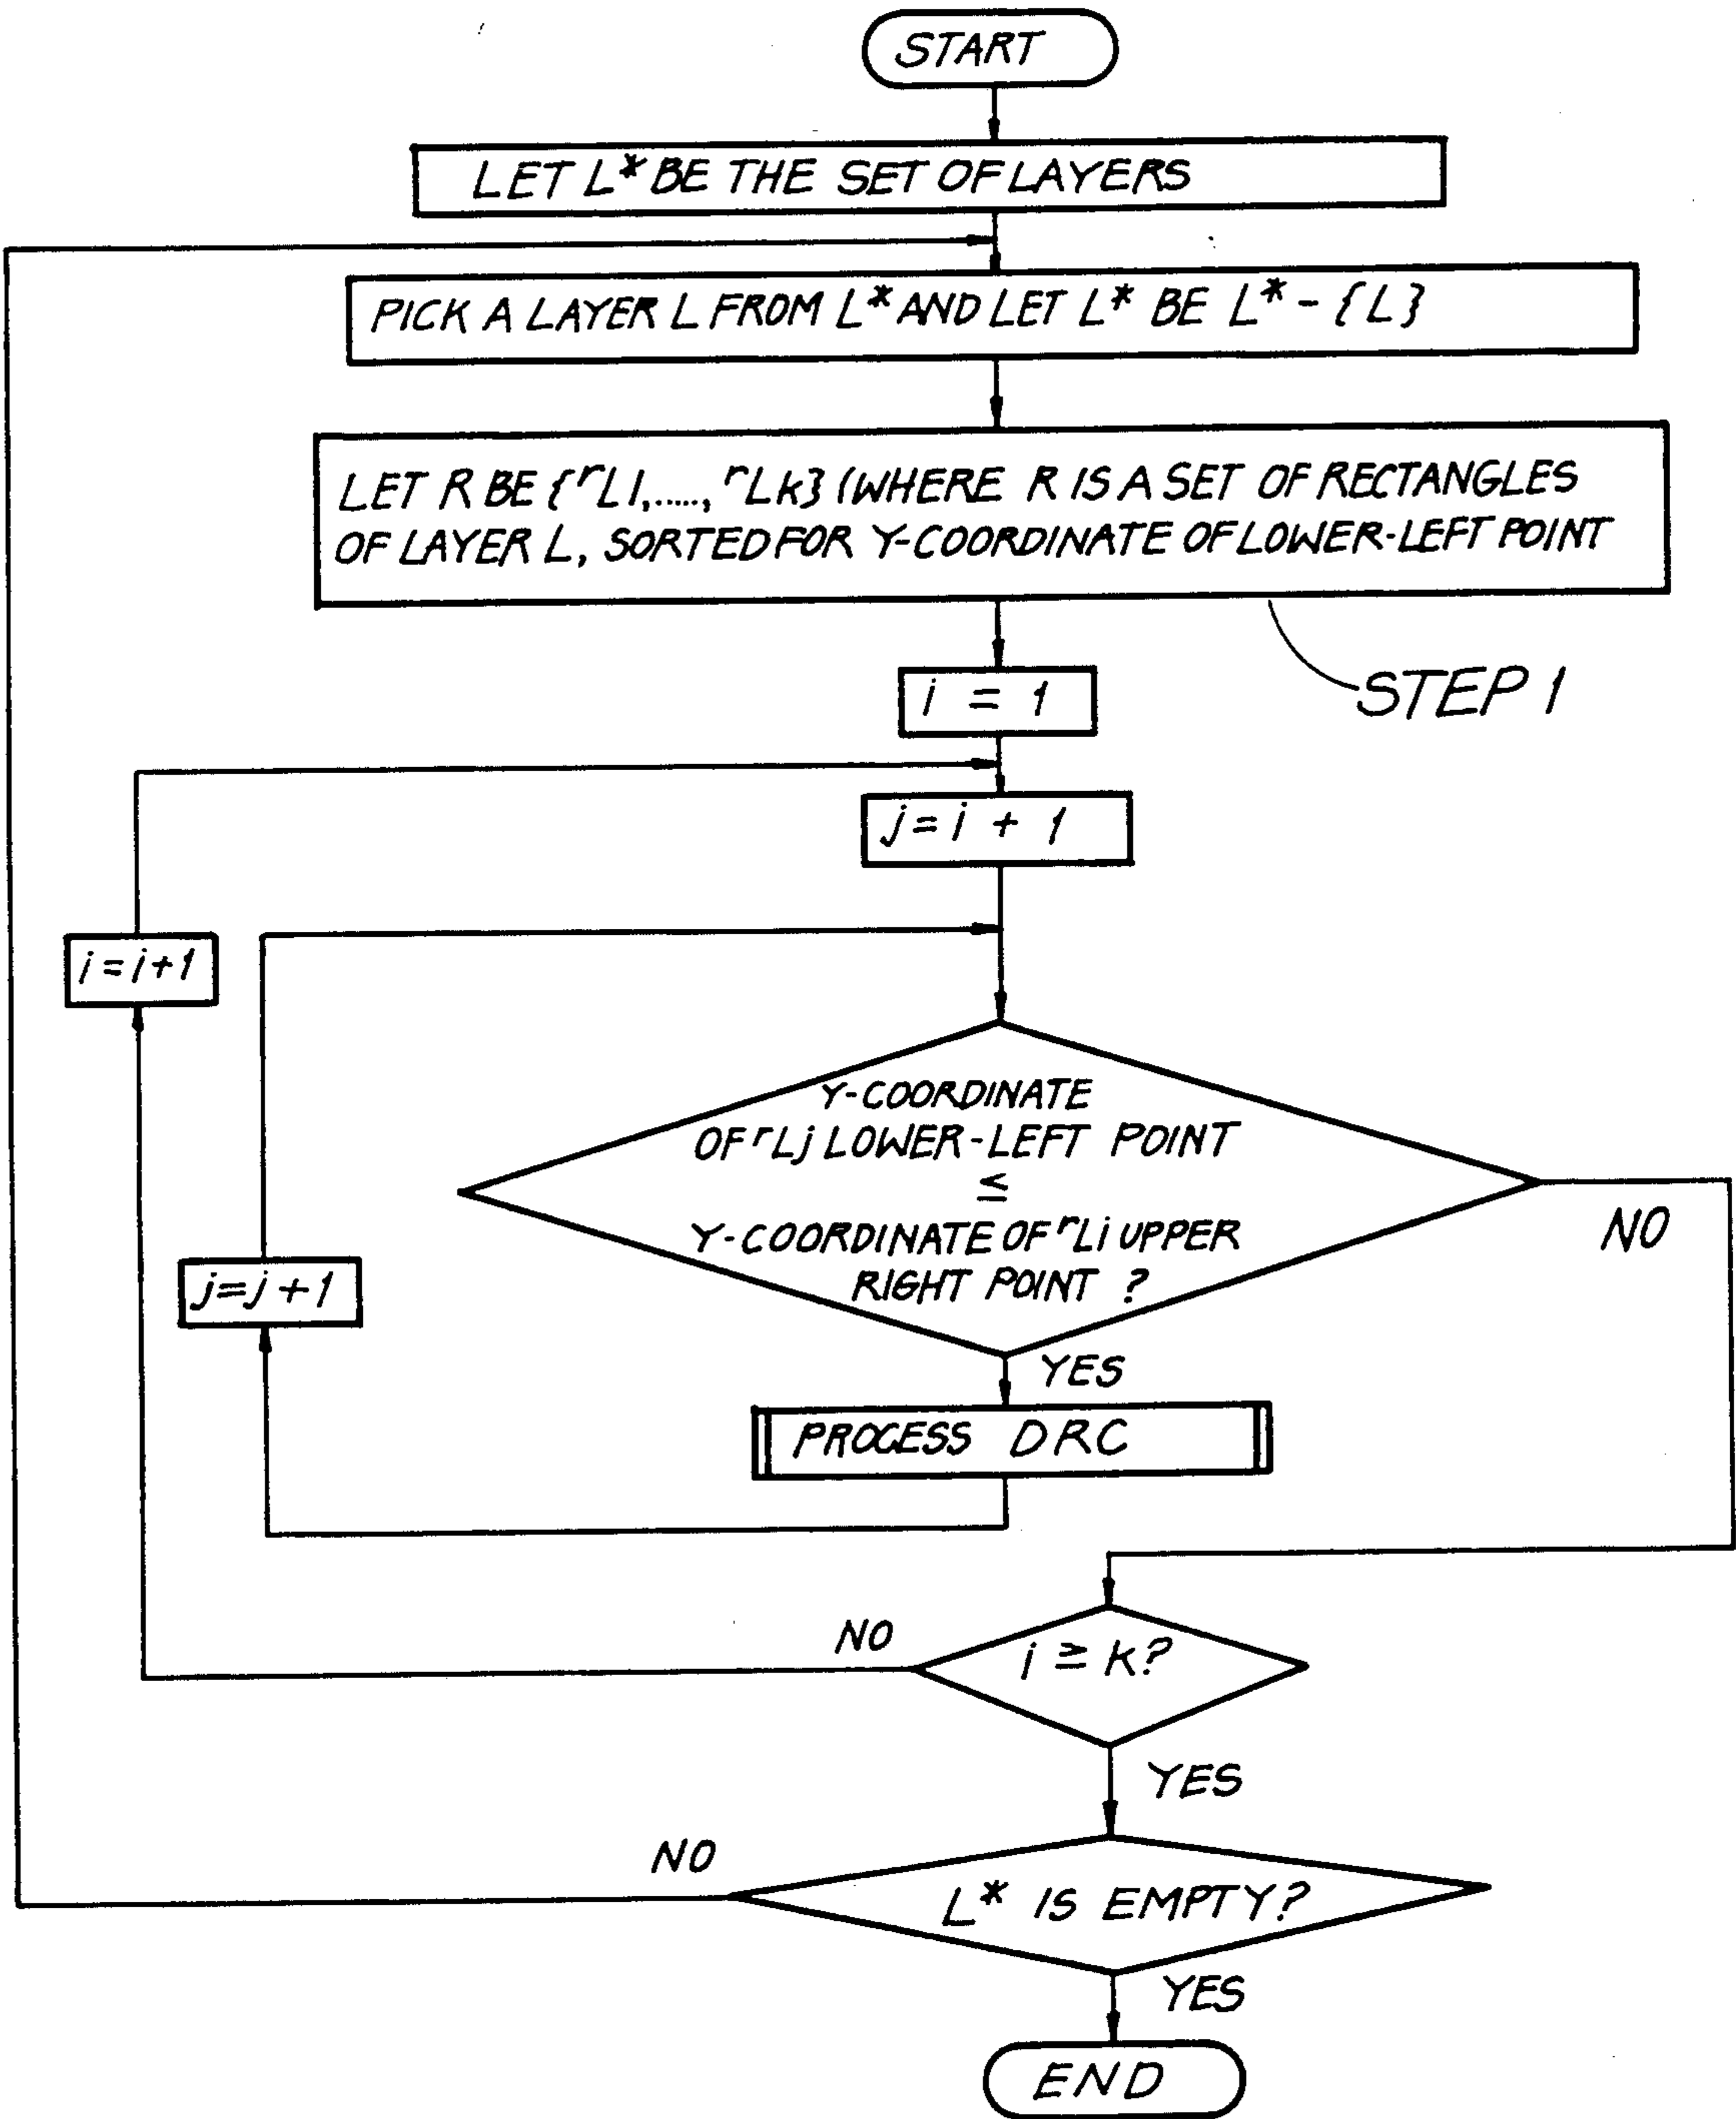 START
LET L* BE THE SET OF LAYERS
PICK A LAYER L FROM L* AND LET L* BE L* - {L}
LET R BE {rL1,....., rLk} (WHERE R IS A SET OF RECTANGLES
OF LAYER L, SORTED FOR Y-COORDINATE OF LOWER-LEFT POINT
STEP 1
i = 1
j = i + 1
i = i + 1
Y-COORDINATE
OF rLj LOWER-LEFT POINT
≤
Y-COORDINATE OF rLi UPPER
RIGHT POINT ?
NO
j = j + 1
YES
PROCESS DRC
NO
i ≥ k?
YES
NO
L* IS EMPTY?
YES
END